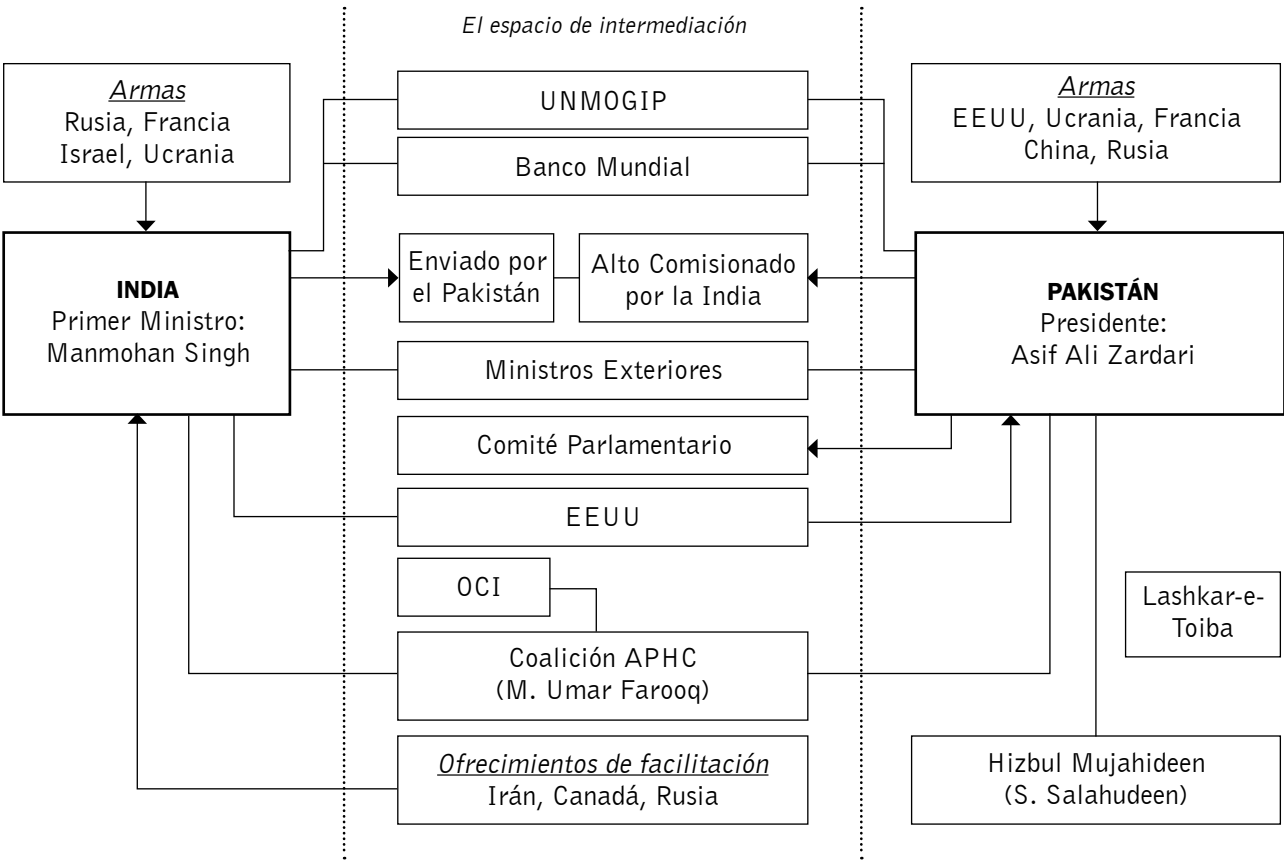 El espacio de intermediación
Armas
Rusia, Francia
Israel, Ucrania
UNMOGIP
Banco Mundial
Armas
EEUU, Ucrania, Francia
China, Rusia
INDIA
Primer Ministro:
Manmohan Singh
Enviado por
el Pakistán
Alto Comisionado
por la India
PAKISTÁN
Presidente:
Asif Ali Zardari
Ministros Exteriores
Comité Parlamentario
EEUU
OCI
Coalición APHC
(M. Umar Farooq)
Lashkar-e-
Toiba
Ofrecimientos de facilitación
Irán, Canadá, Rusia
Hizbul Mujahideen
(S. Salahudeen)